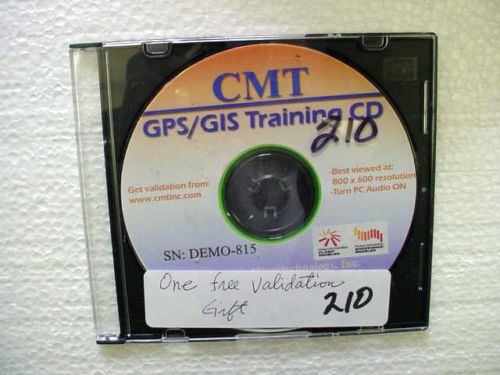 CMT
GPS/GIS Training CD
210
Get validation from:
www.cmtinc.com
-Best viewed at:
800 x 600 resolution
-Turn PC Audio ON
SN: DEMO-815
One free validation
Gift
210